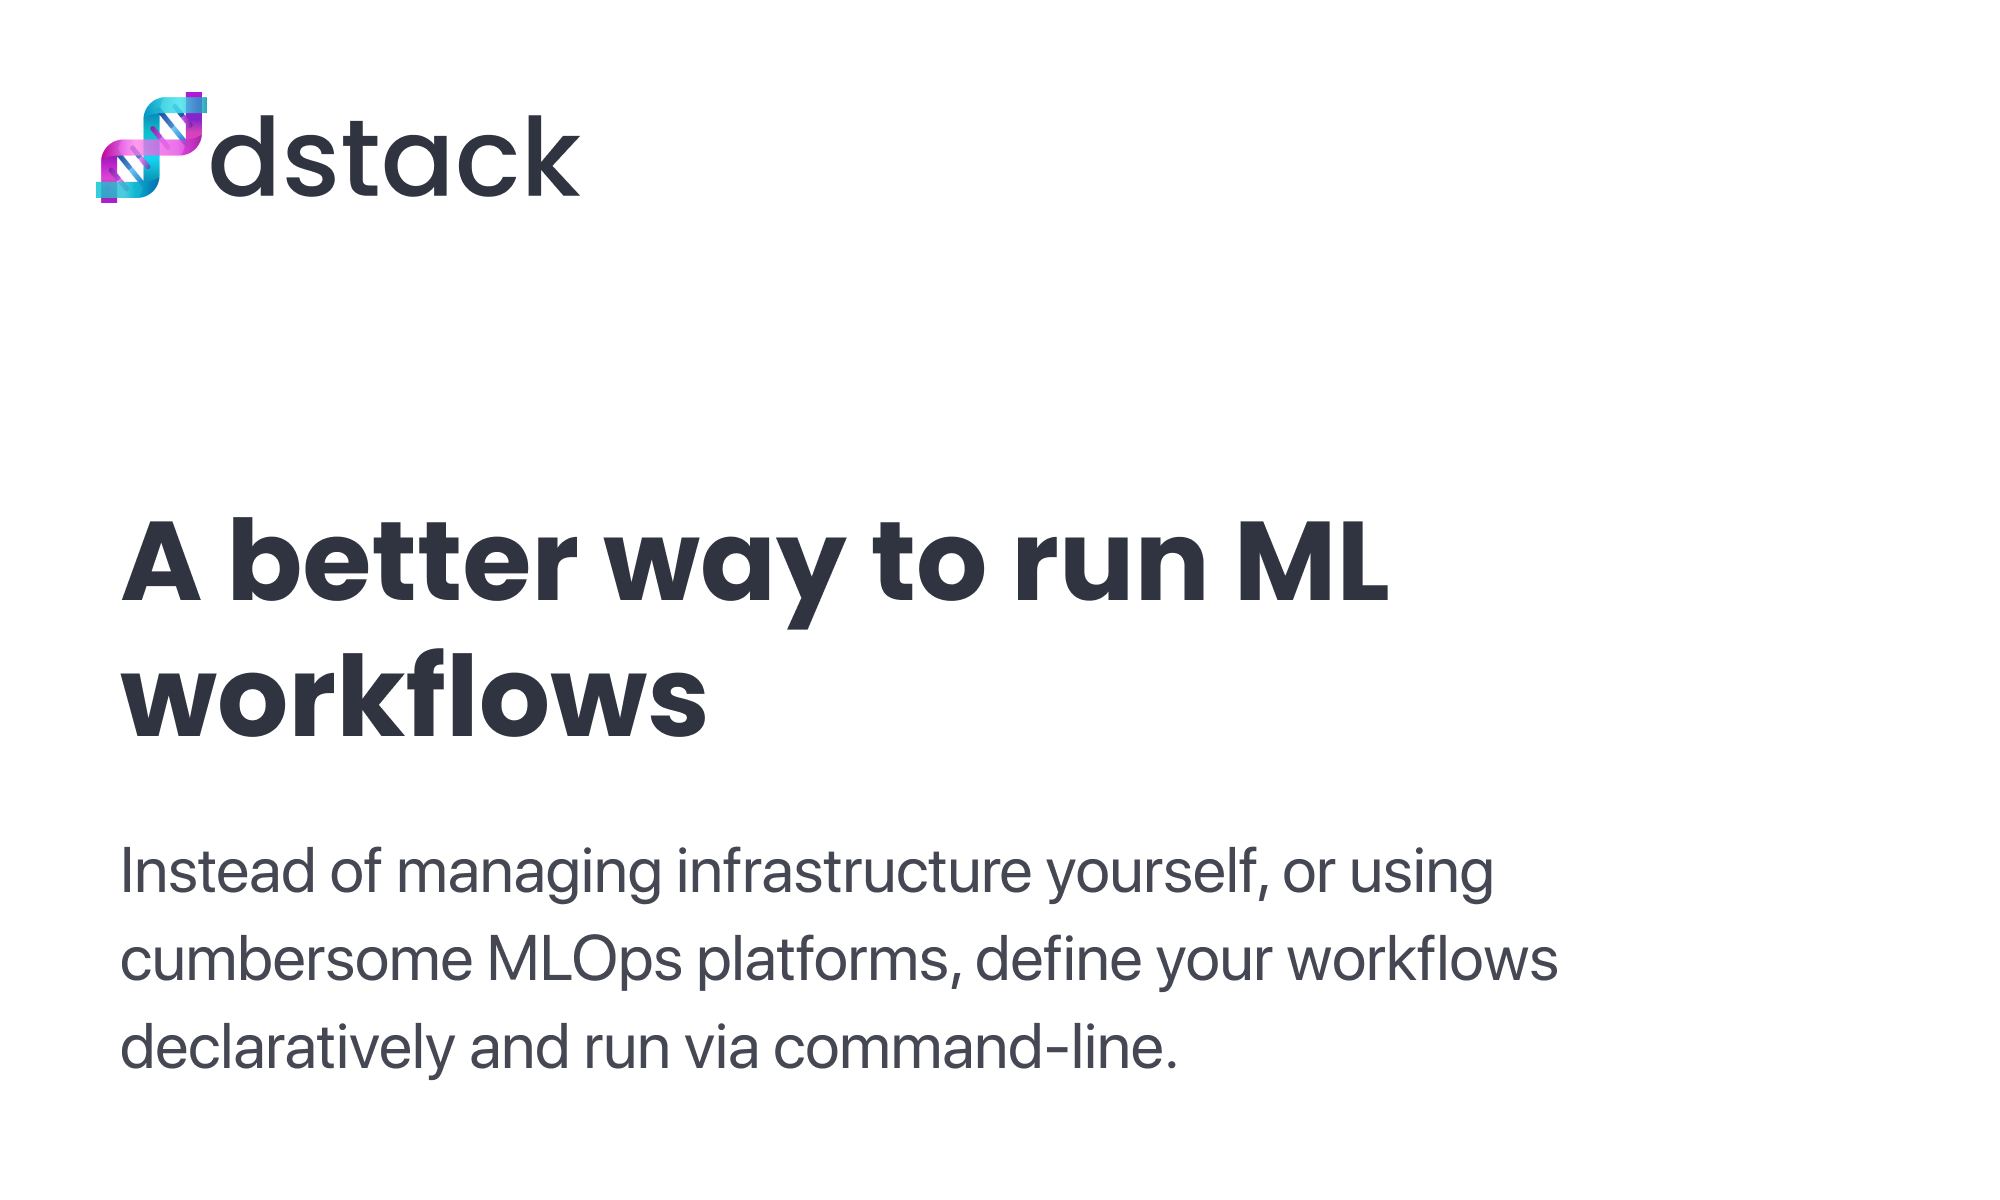 dstack
A better way to run ML
workflows
Instead of managing infrastructure yourself, or using
cumbersome MLOps platforms, define your workflows
declaratively and run via command-line.